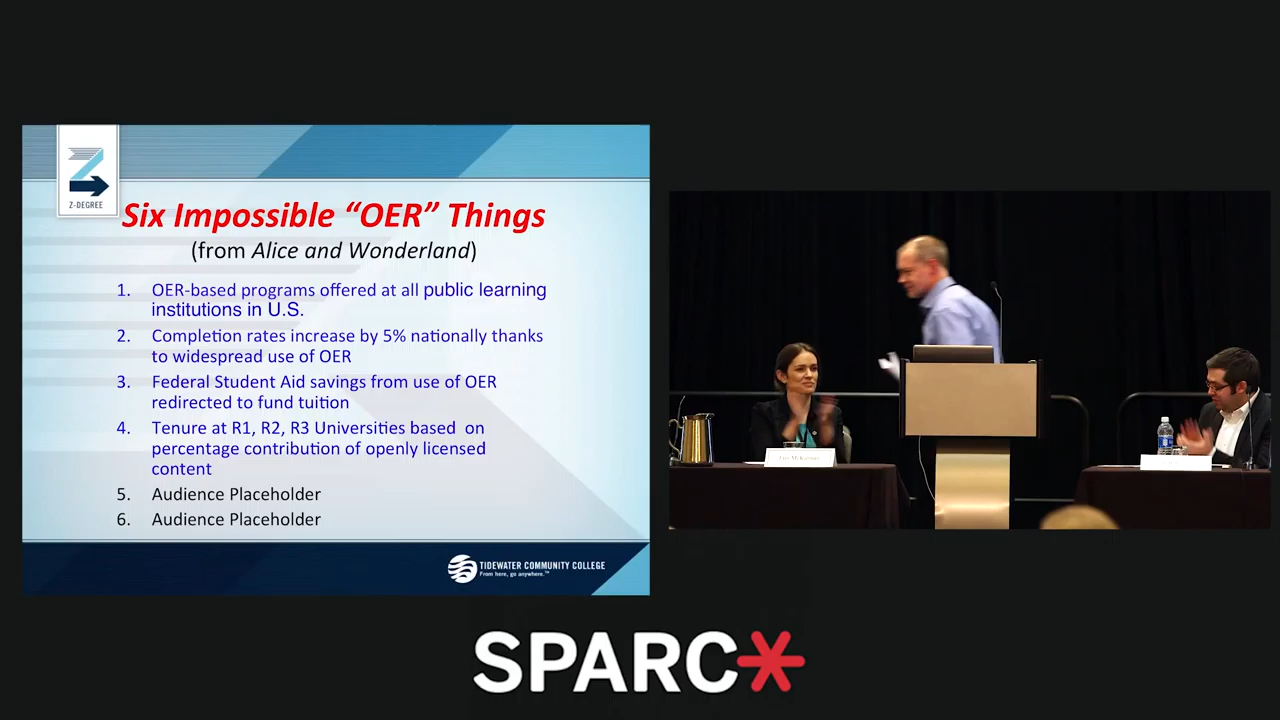 Z-DEGREE
Six Impossible “OER” Things
(from Alice and Wonderland)
1. OER-based programs offered at all public learning
institutions in U.S.
2. Completion rates increase by 5% nationally thanks
to widespread use of OER
3. Federal Student Aid savings from use of OER
redirected to fund tuition
4. Tenure at R1, R2, R3 Universities based on
percentage contribution of openly licensed
content
5. Audience Placeholder
6. Audience Placeholder
TIDEWATER COMMUNITY COLLEGE
From here, go anywhere.™
SPARC*